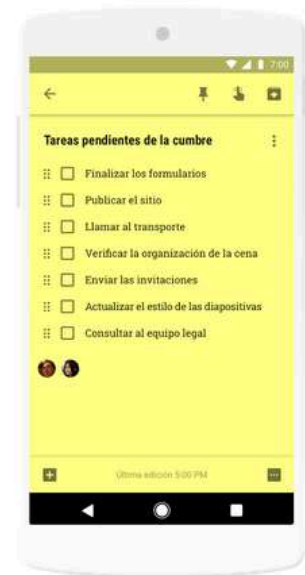 7:00
Tareas pendientes de la cumbre
Finalizar los formularios
Publicar el sitio
Llamar al transporte
Verificar la organización de la cena
Enviar las invitaciones
Actualizar el estilo de las diapositivas
Consultar al equipo legal
Última edición 5:00 PM